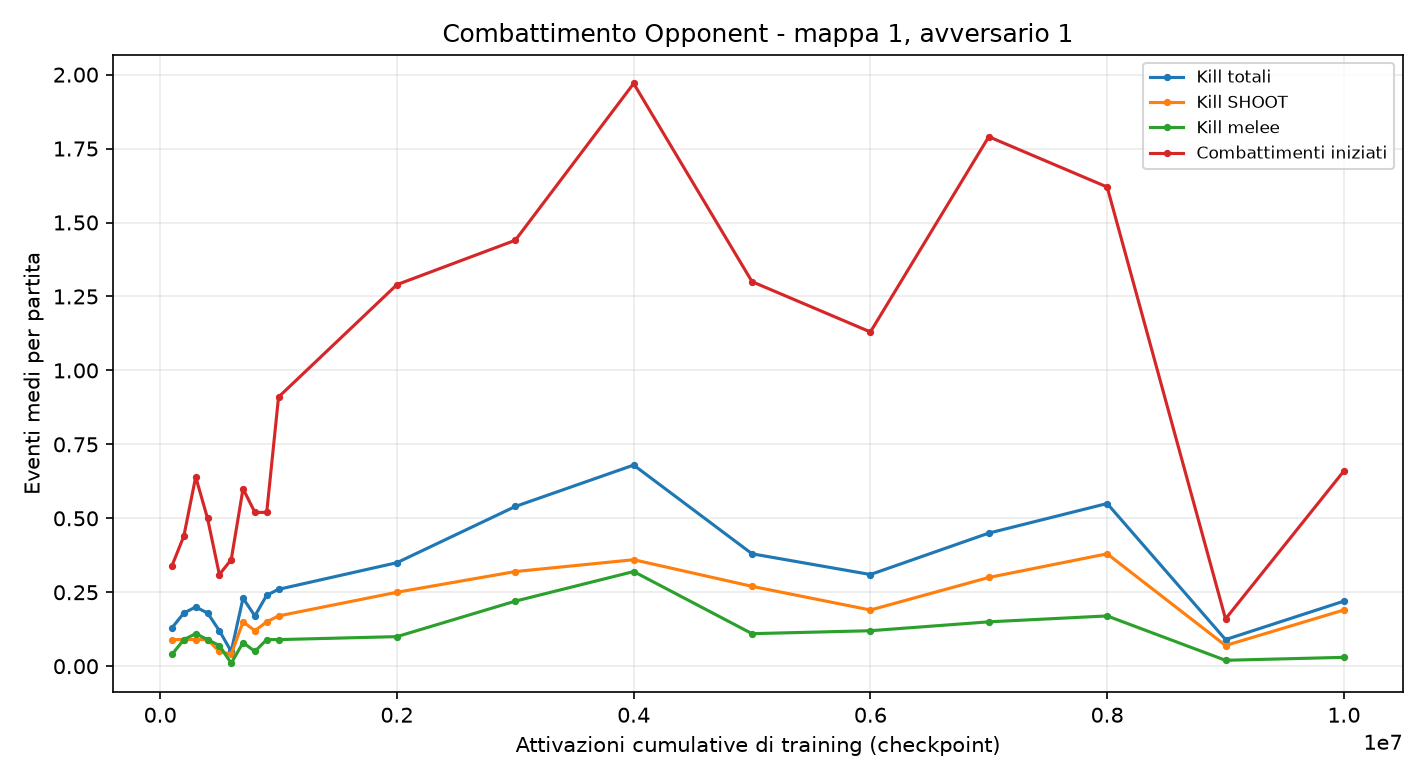 Combattimento Opponent - mappa 1, avversario 1
Eventi medi per partita
2.00
1.75
1.50
1.25
1.00
0.75
0.50
0.25
0.00
Kill totali
Kill SHOOT
Kill melee
Combattimenti iniziati
0.0
0.2
0.4
0.6
0.8
1.0
1e7
Attivazioni cumulative di training (checkpoint)